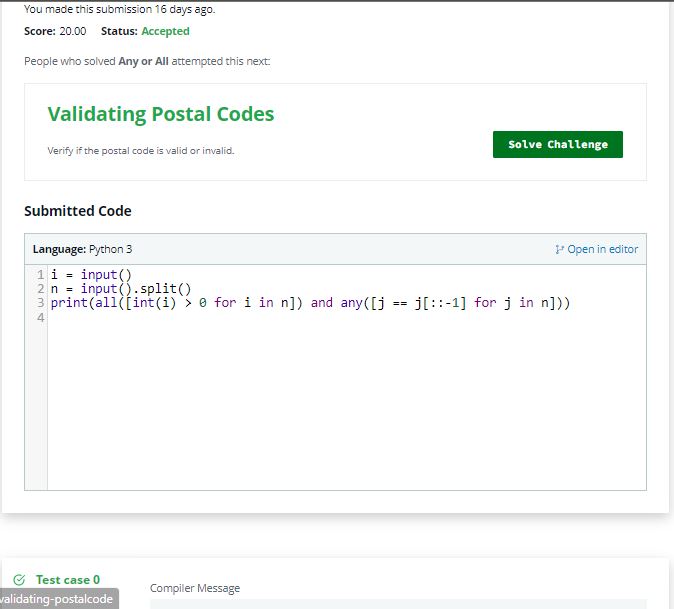 You made this submission 16 days ago.
Score: 20.00 Status: Accepted
People who solved Any or All attempted this next:
Validating Postal Codes
Verify if the postal code is valid or invalid.
Solve Challenge
Submitted Code
Language: Python 3
Open in editor
1 i = input()
2 n = input().split()
3 print(all([int(i) > 0 for i in n]) and any([j == j[::-1] for j in n]))
4
Test case 0
Compiler Message
validating-postalcode